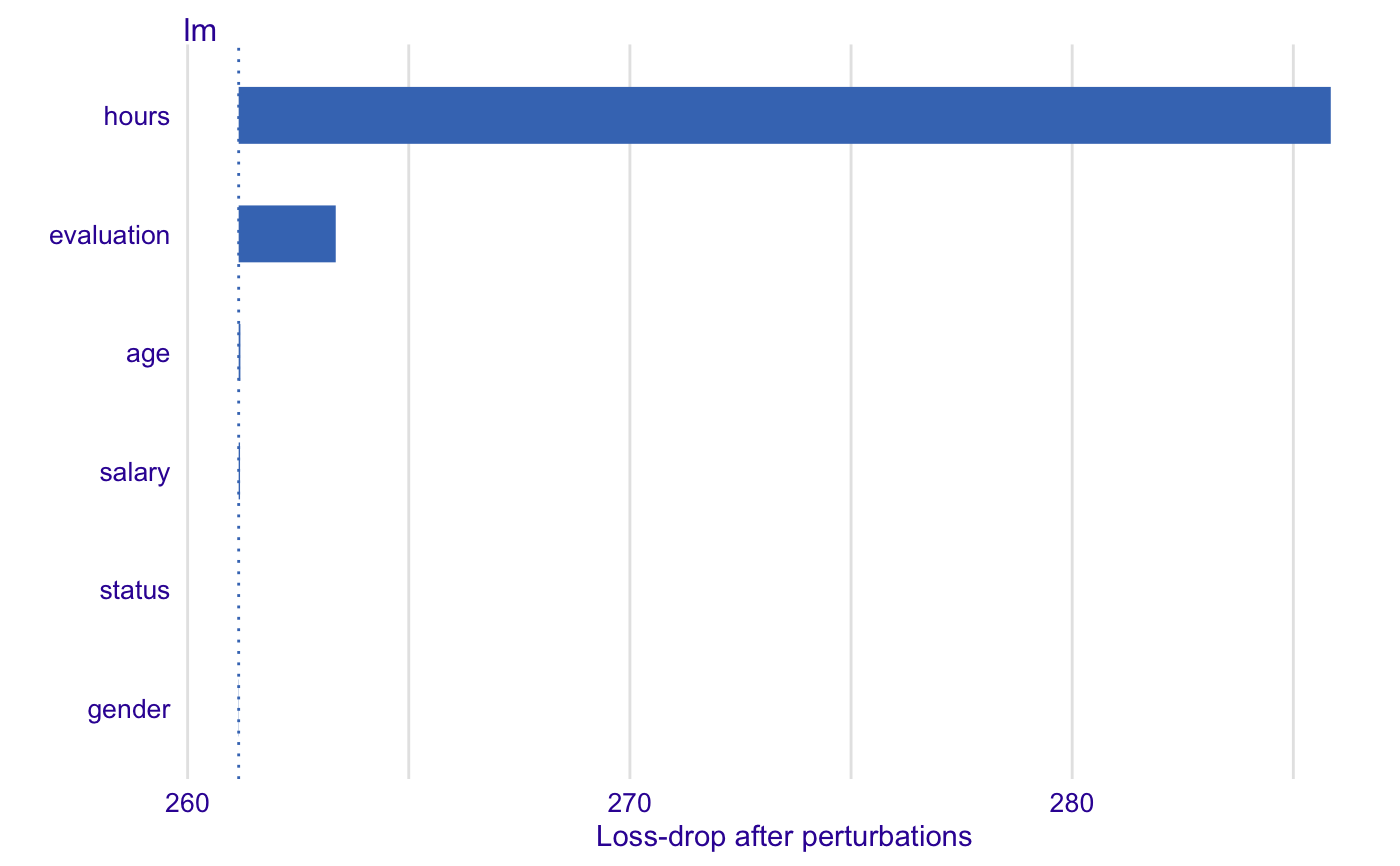 lm
hours
evaluation
age
salary
status
gender
260 270 280
Loss-drop after perturbations